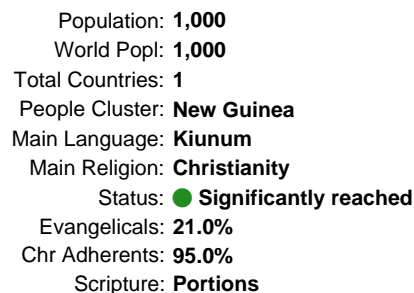 Population: 1,000
World Popl: 1,000
Total Countries: 1
People Cluster: New Guinea
Main Language: Kiunum
Main Religion: Christianity
Status: Significantly reached
Evangelicals: 21.0%
Chr Adherents: 95.0%
Scripture: Portions